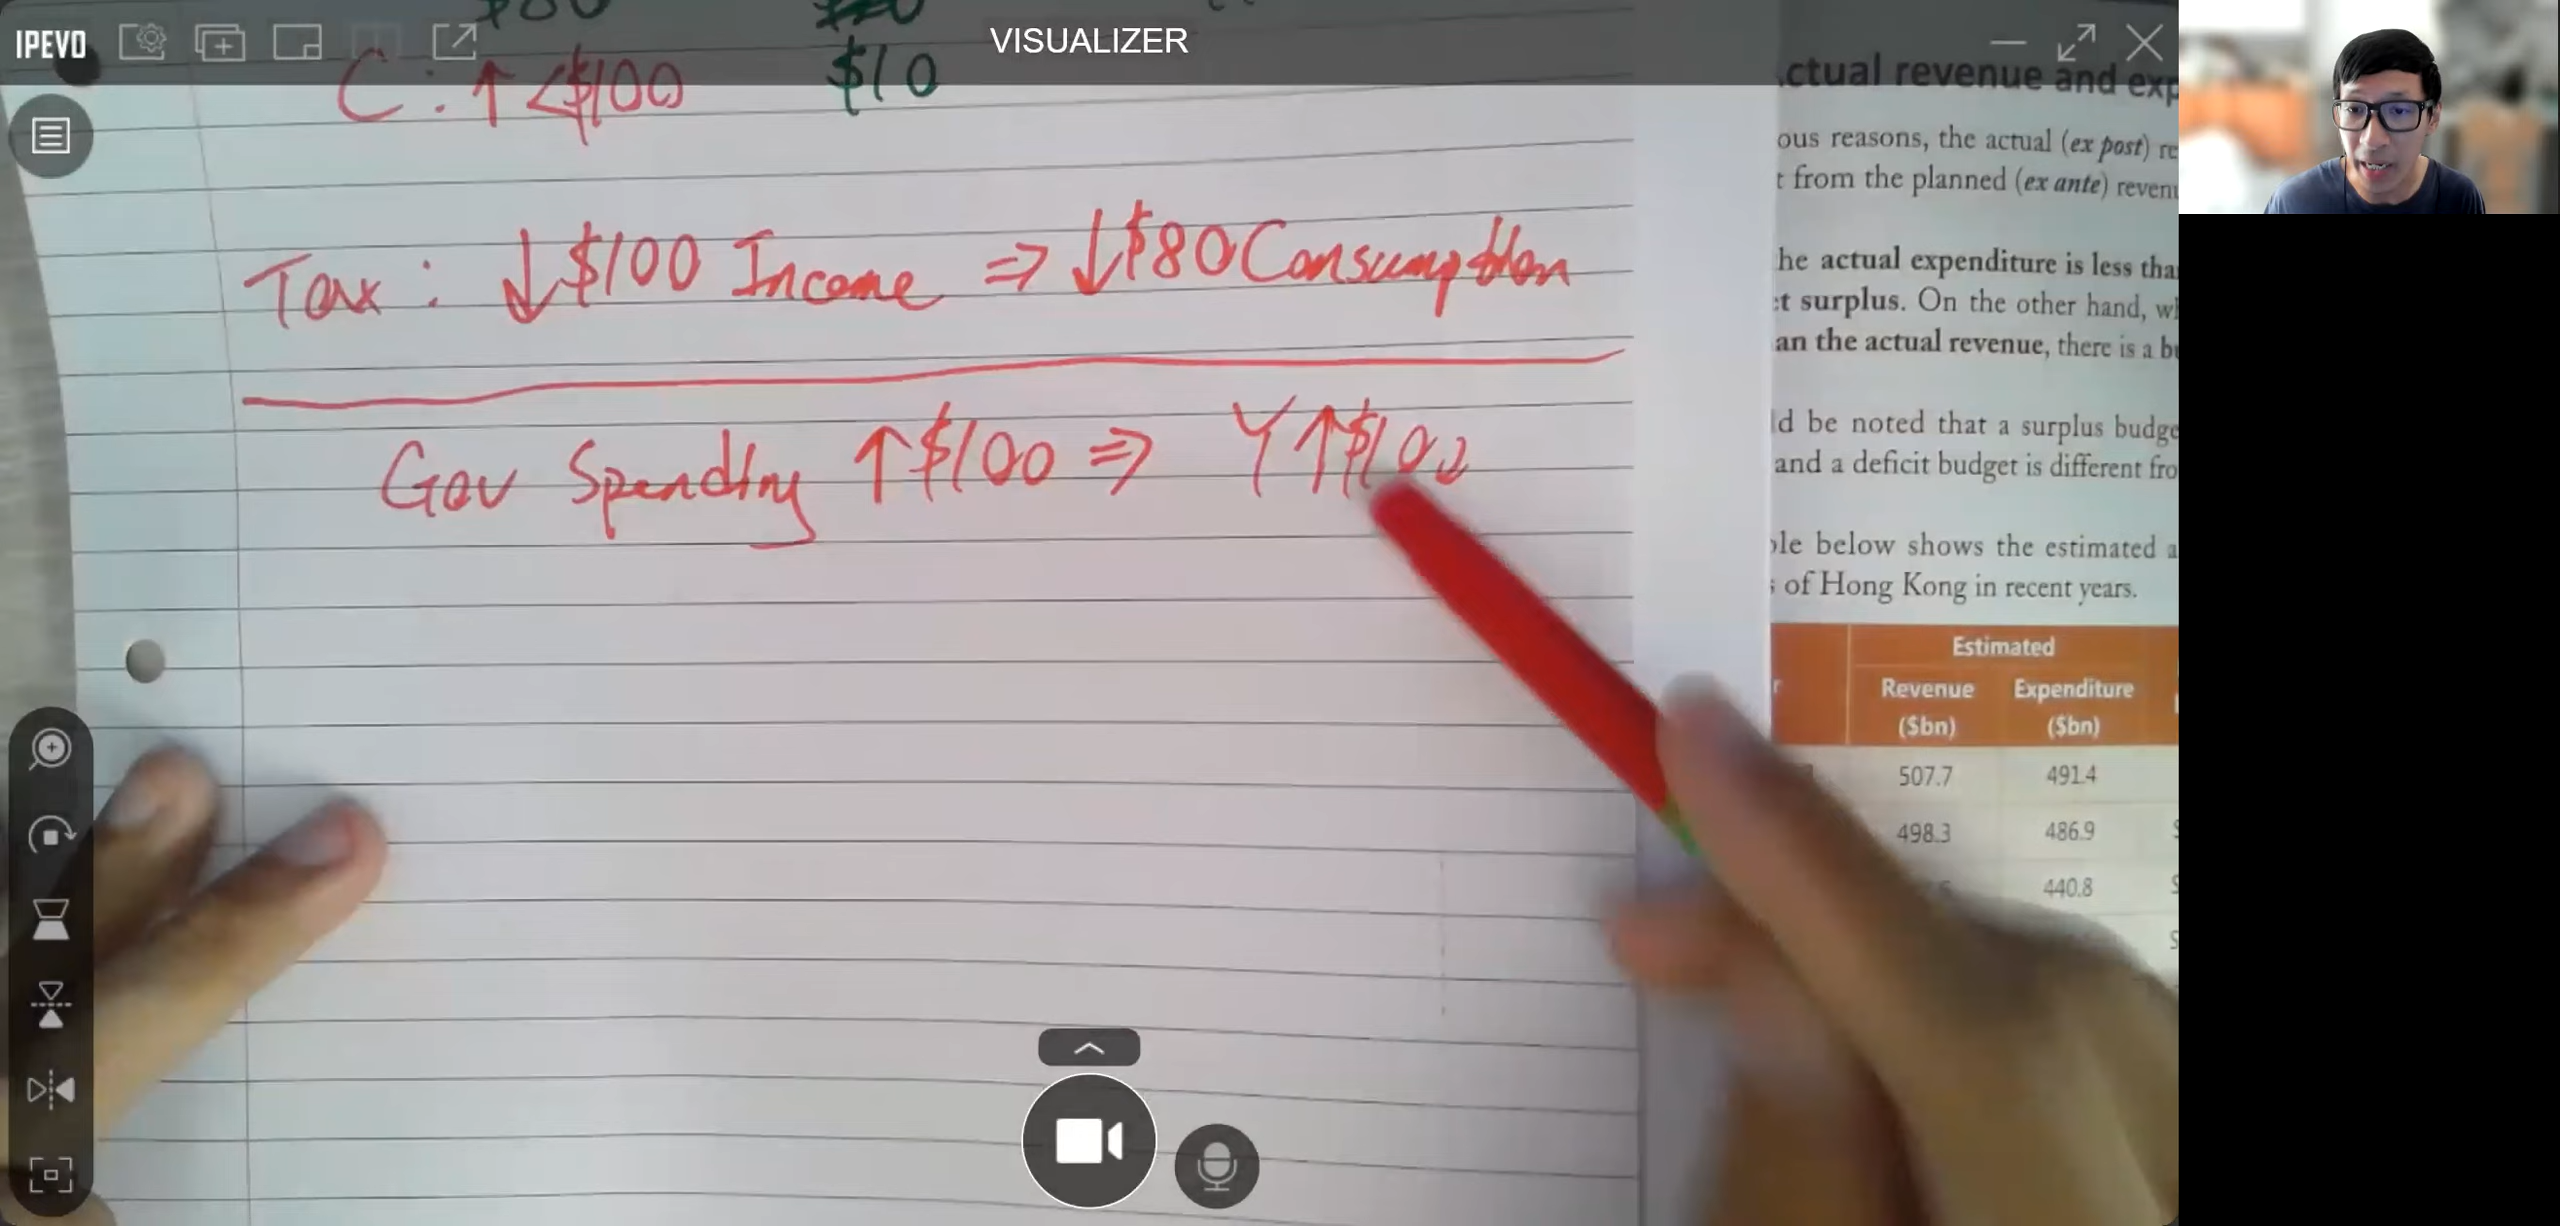 IPEVO
VISUALIZER
C : ↑ <$100 $10
Tax : ↓ $100 Income ⇒ ↓$80 Consumption
Gov Spending ↑ $100 ⇒ Y↑$100
ctual revenue and exp
ous reasons, the actual (ex post) re
t from the planned (ex ante) revenu
he actual expenditure is less tha
t surplus. On the other hand, wh
an the actual revenue, there is a bu
ld be noted that a surplus budge
and a deficit budget is different fro
ble below shows the estimated a
s of Hong Kong in recent years.
Estimated
Revenue Expenditure
($bn) ($bn)
507.7 491.4
498.3 486.9
440.8